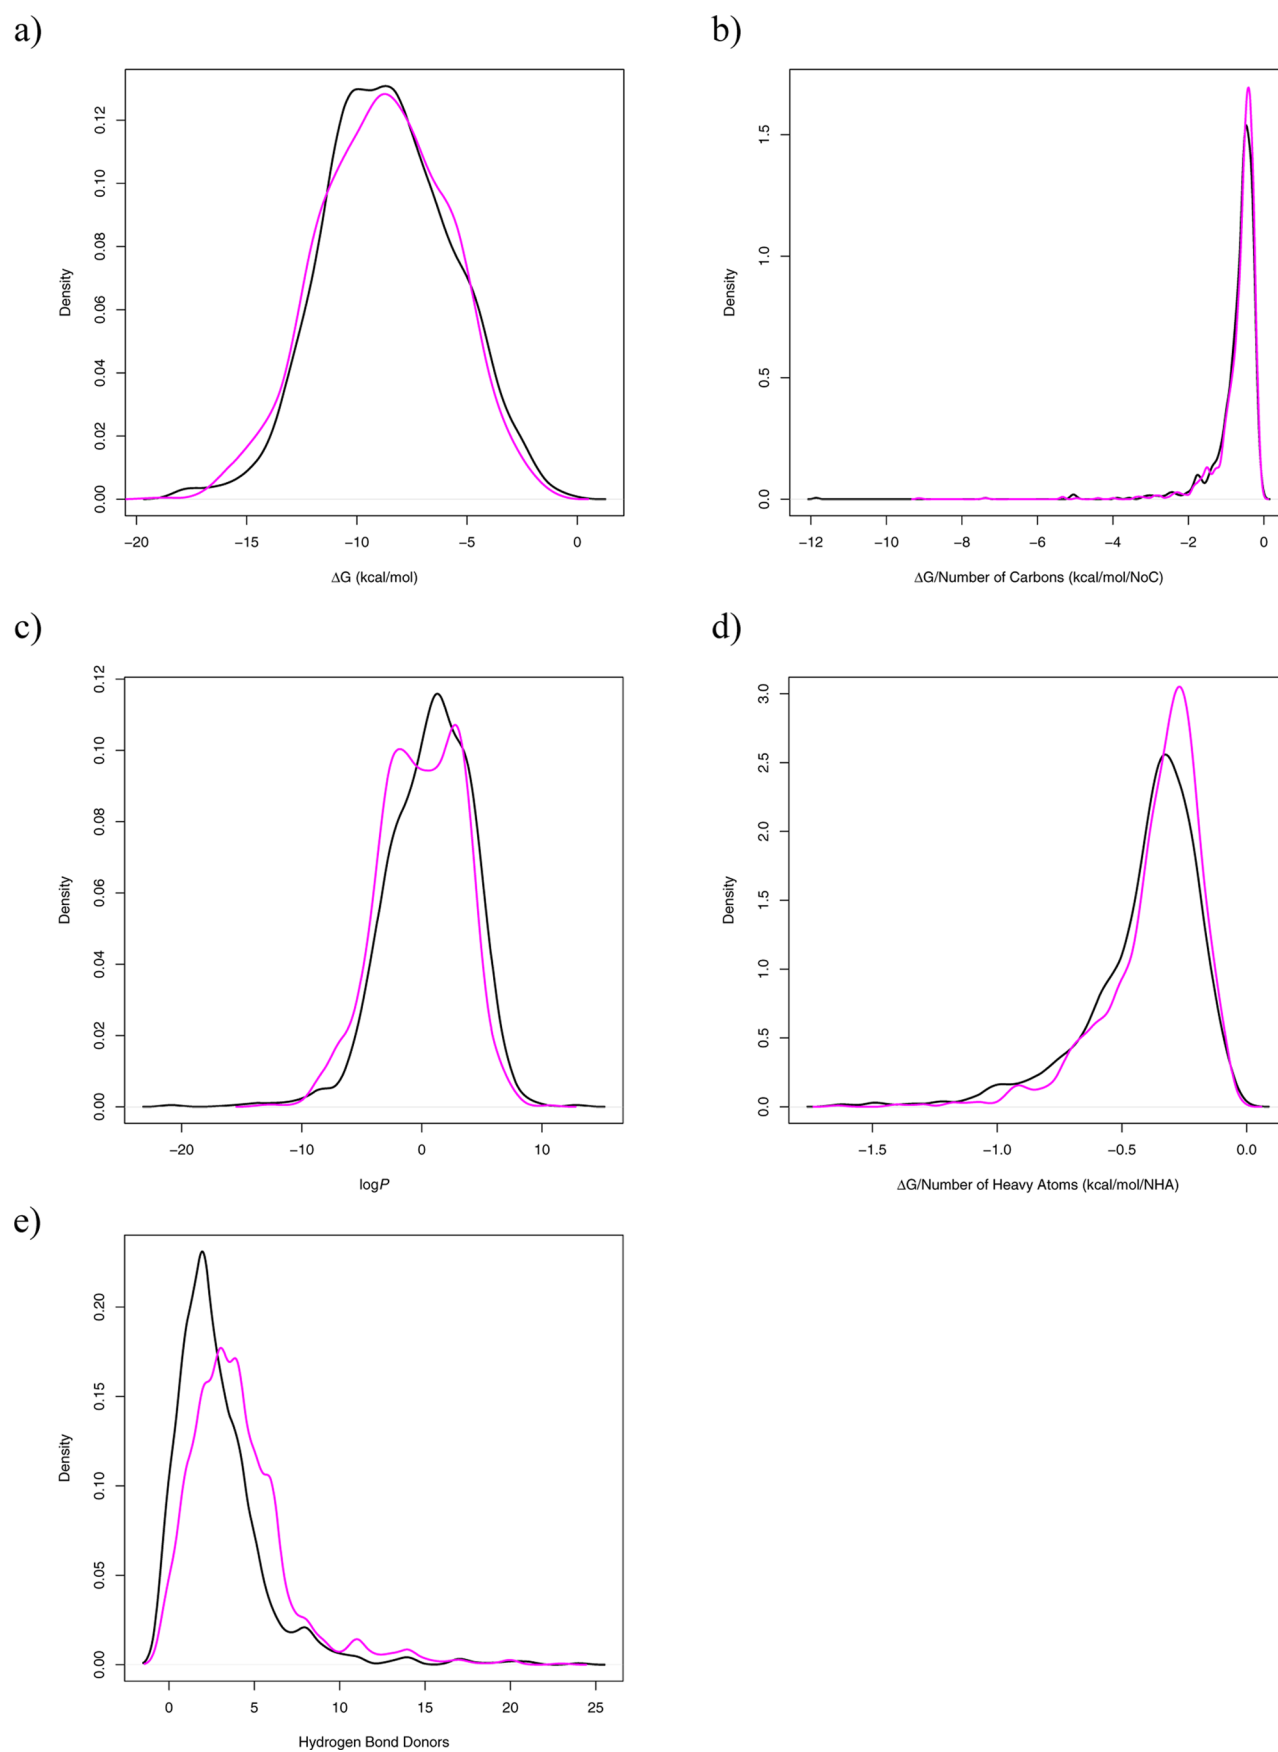 a)
Density
0.00 0.02 0.04 0.06 0.08 0.10 0.12
−20 −15 −10 −5 0
ΔG (kcal/mol)
b)
Density
0.0 0.5 1.0 1.5
−12 −10 −8 −6 −4 −2 0
ΔG/Number of Carbons (kcal/mol/NoC)
c)
Density
0.00 0.02 0.04 0.06 0.08 0.10 0.12
−20 −10 0 10
logP
d)
Density
0.0 0.5 1.0 1.5 2.0 2.5 3.0
−1.5 −1.0 −0.5 0.0
ΔG/Number of Heavy Atoms (kcal/mol/NHA)
e)
Density
0.00 0.05 0.10 0.15 0.20
0 5 10 15 20 25
Hydrogen Bond Donors